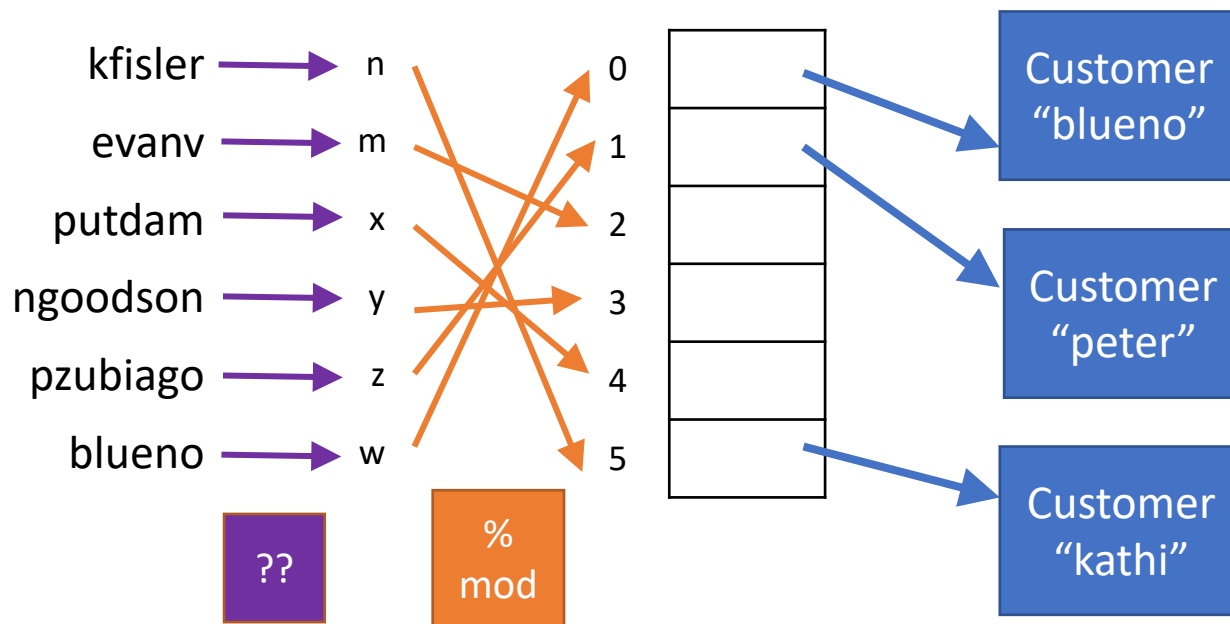 kfisler n 0
evanv m 1
putdam x 2
ngoodson y 3
pzubiago z 4
blueno w 5
??
%
mod
Customer
“blueno”
Customer
“peter”
Customer
“kathi”